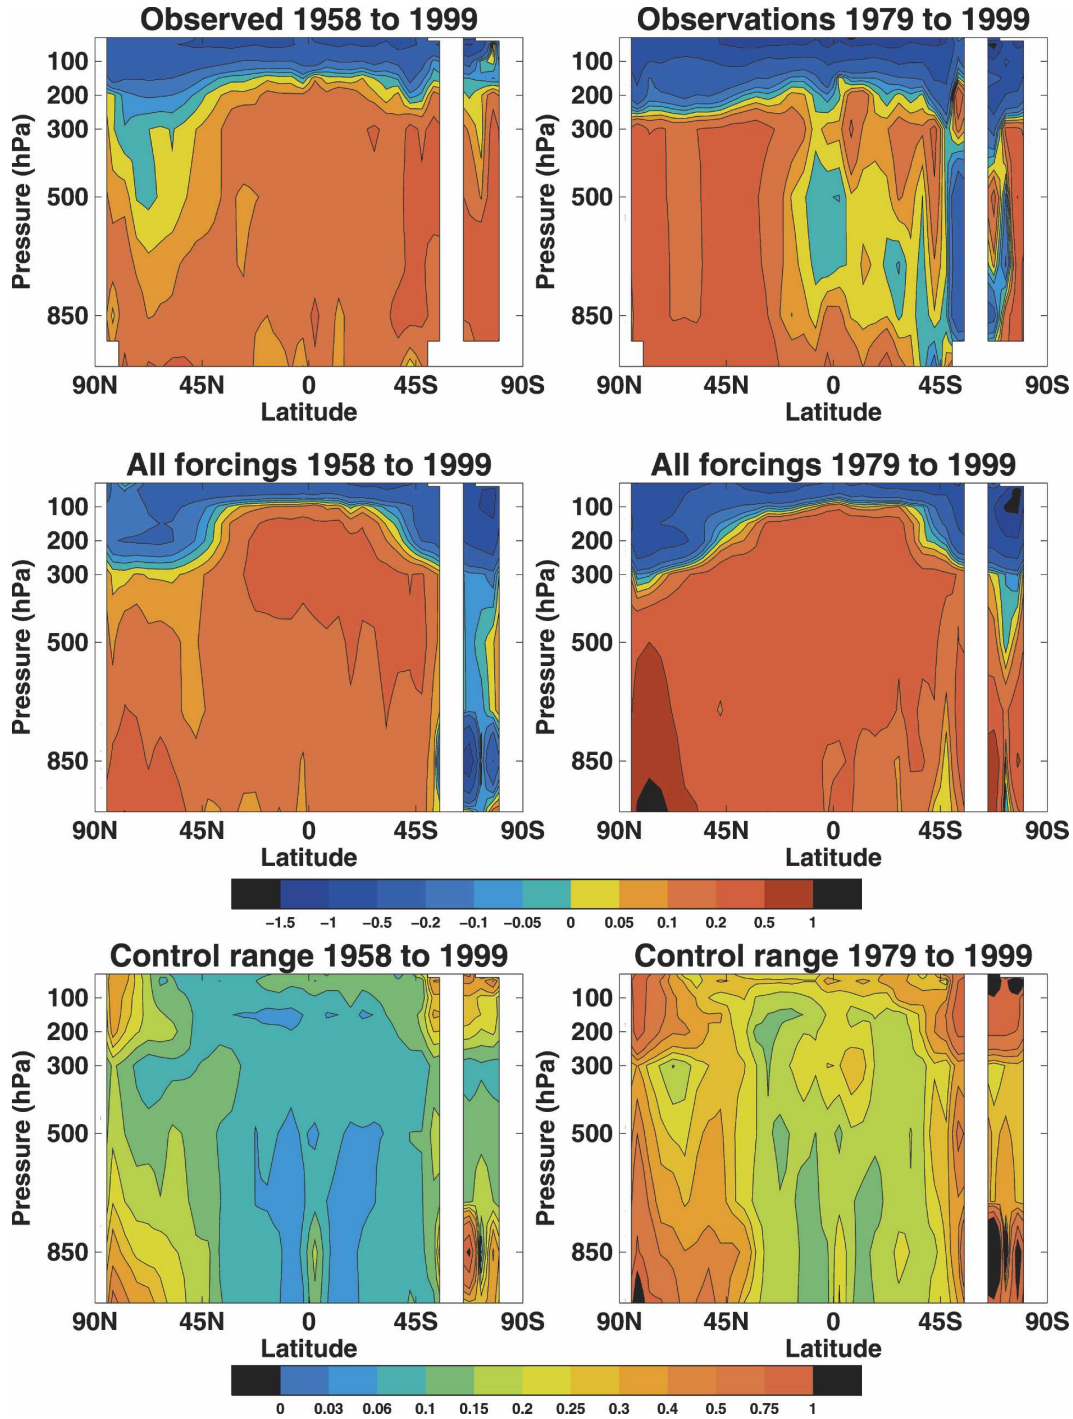 Observed 1958 to 1999
Observations 1979 to 1999
Pressure (hPa)
100
200
300
500
850
90N 45N 0 45S 90S
Latitude
Pressure (hPa)
100
200
300
500
850
90N 45N 0 45S 90S
Latitude
All forcings 1958 to 1999
All forcings 1979 to 1999
Pressure (hPa)
100
200
300
500
850
90N 45N 0 45S 90S
Latitude
Pressure (hPa)
100
200
300
500
850
90N 45N 0 45S 90S
Latitude
−1.5 −1 −0.5 −0.2 −0.1 −0.05 0 0.05 0.1 0.2 0.5 1
Control range 1958 to 1999
Control range 1979 to 1999
Pressure (hPa)
100
200
300
500
850
90N 45N 0 45S 90S
Latitude
Pressure (hPa)
100
200
300
500
850
90N 45N 0 45S 90S
Latitude
0 0.03 0.06 0.1 0.15 0.2 0.25 0.3 0.4 0.5 0.75 1